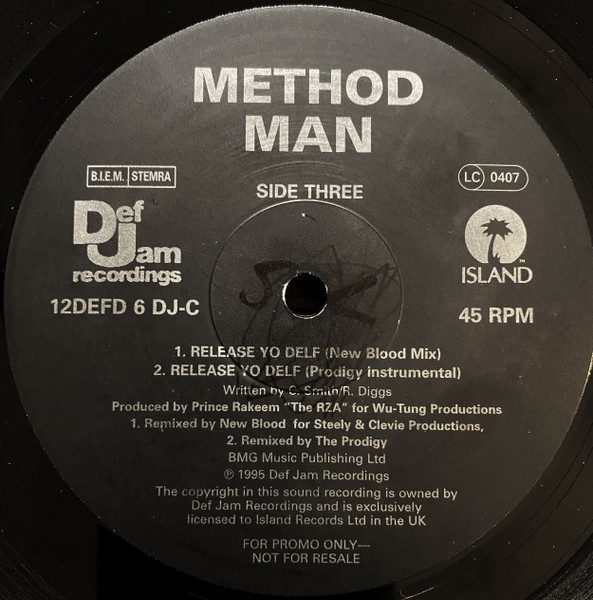 METHOD
MAN
B.I.E.M. STEMRA
LC 0407
SIDE THREE
Def
Jam
recordings
ISLAND
TM
12DEFD 6 DJ-C
45 RPM
1. RELEASE YO DELF (New Blood Mix)
2. RELEASE YO DELF (Prodigy instrumental)
Written by C. Smith/R. Diggs
Produced by Prince Rakeem "The RZA" for Wu-Tung Productions
1. Remixed by New Blood for Steely & Clevie Productions,
2. Remixed by The Prodigy
BMG Music Publishing Ltd
℗ 1995 Def Jam Recordings
The copyright in this sound recording is owned by
Def Jam Recordings and is exclusively
licensed to Island Records Ltd in the UK
FOR PROMO ONLY—
NOT FOR RESALE